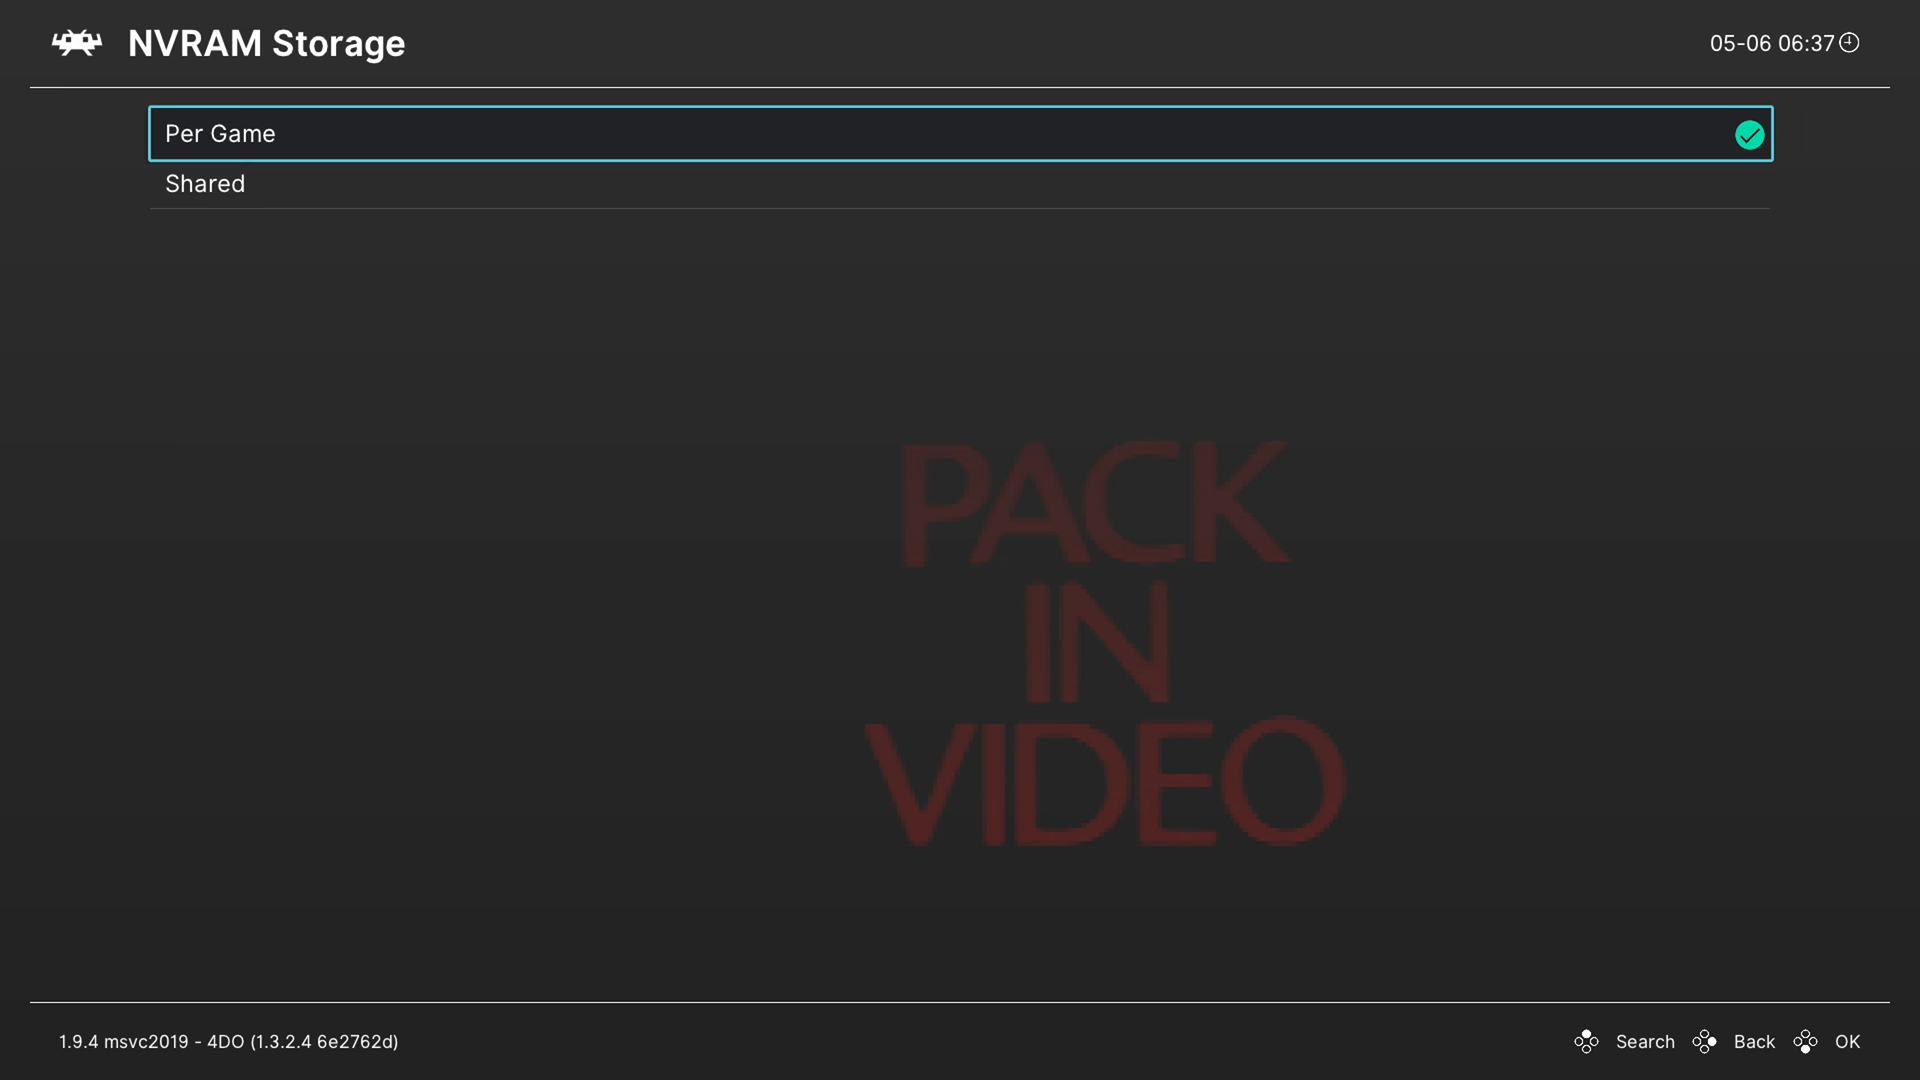 NVRAM Storage
05-06 06:37
Per Game
Shared
PACK
IN
VIDEO
1.9.4 msvc2019 - 4DO (1.3.2.4 6e2762d)
Search Back OK